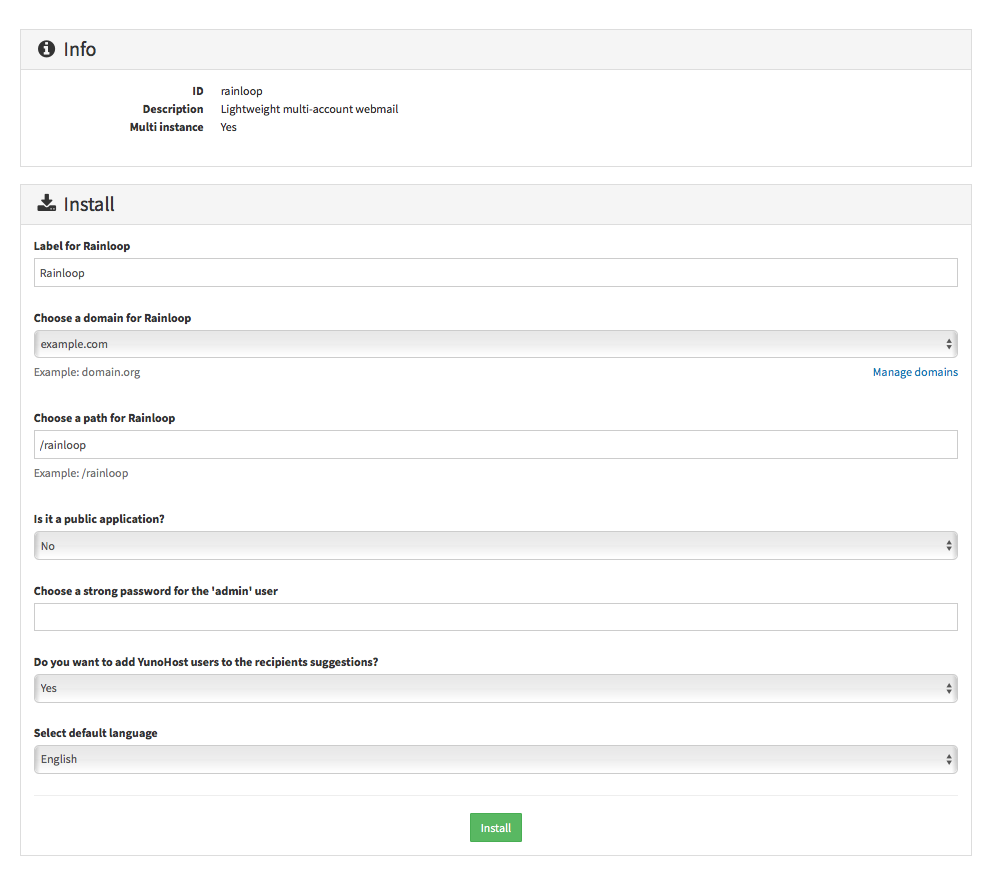 Info
ID rainloop
Description Lightweight multi-account webmail
Multi instance Yes
Install
Label for Rainloop
Rainloop
Choose a domain for Rainloop
example.com
Example: domain.org Manage domains
Choose a path for Rainloop
/rainloop
Example: /rainloop
Is it a public application?
No
Choose a strong password for the 'admin' user
Do you want to add YunoHost users to the recipients suggestions?
Yes
Select default language
English
Install